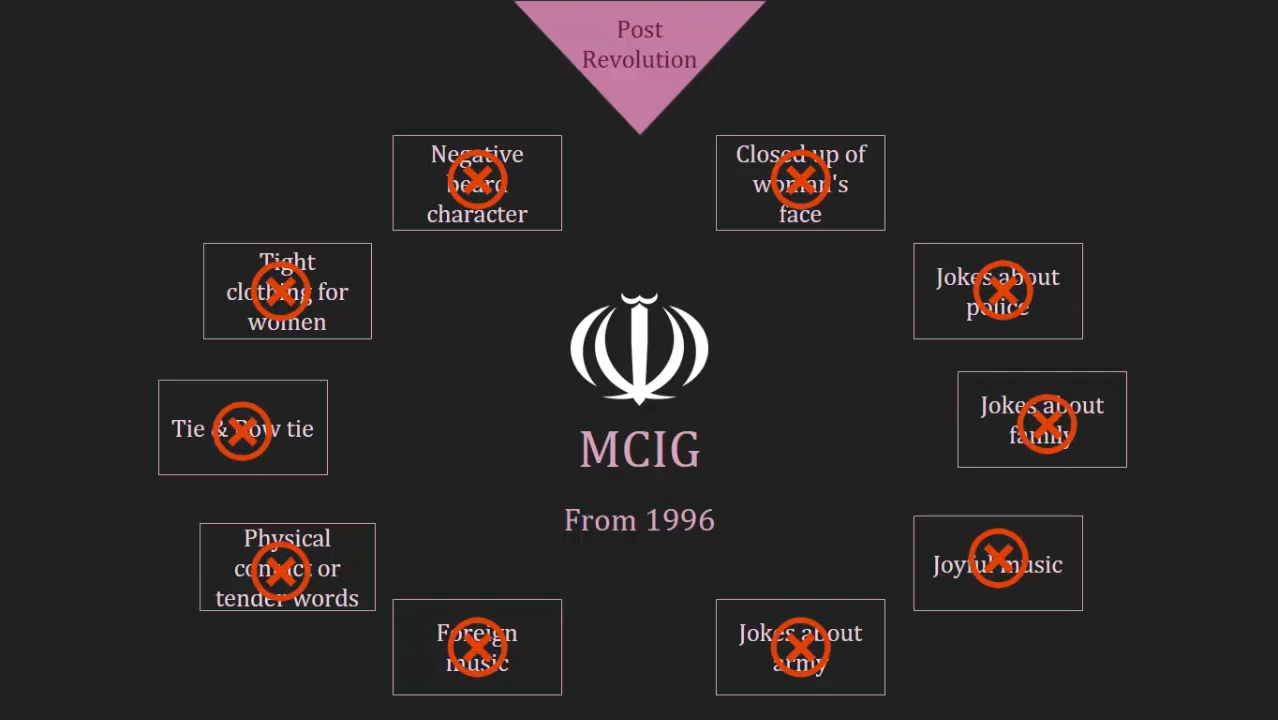 Post
Revolution
Negative
beard
character
Closed up of
woman's
face
Tight
clothing for
women
Jokes about
police
Tie & Bow tie
Jokes about
family
MCIG
From 1996
Physical
contact or
tender words
Joyful music
Foreign
music
Jokes about
army